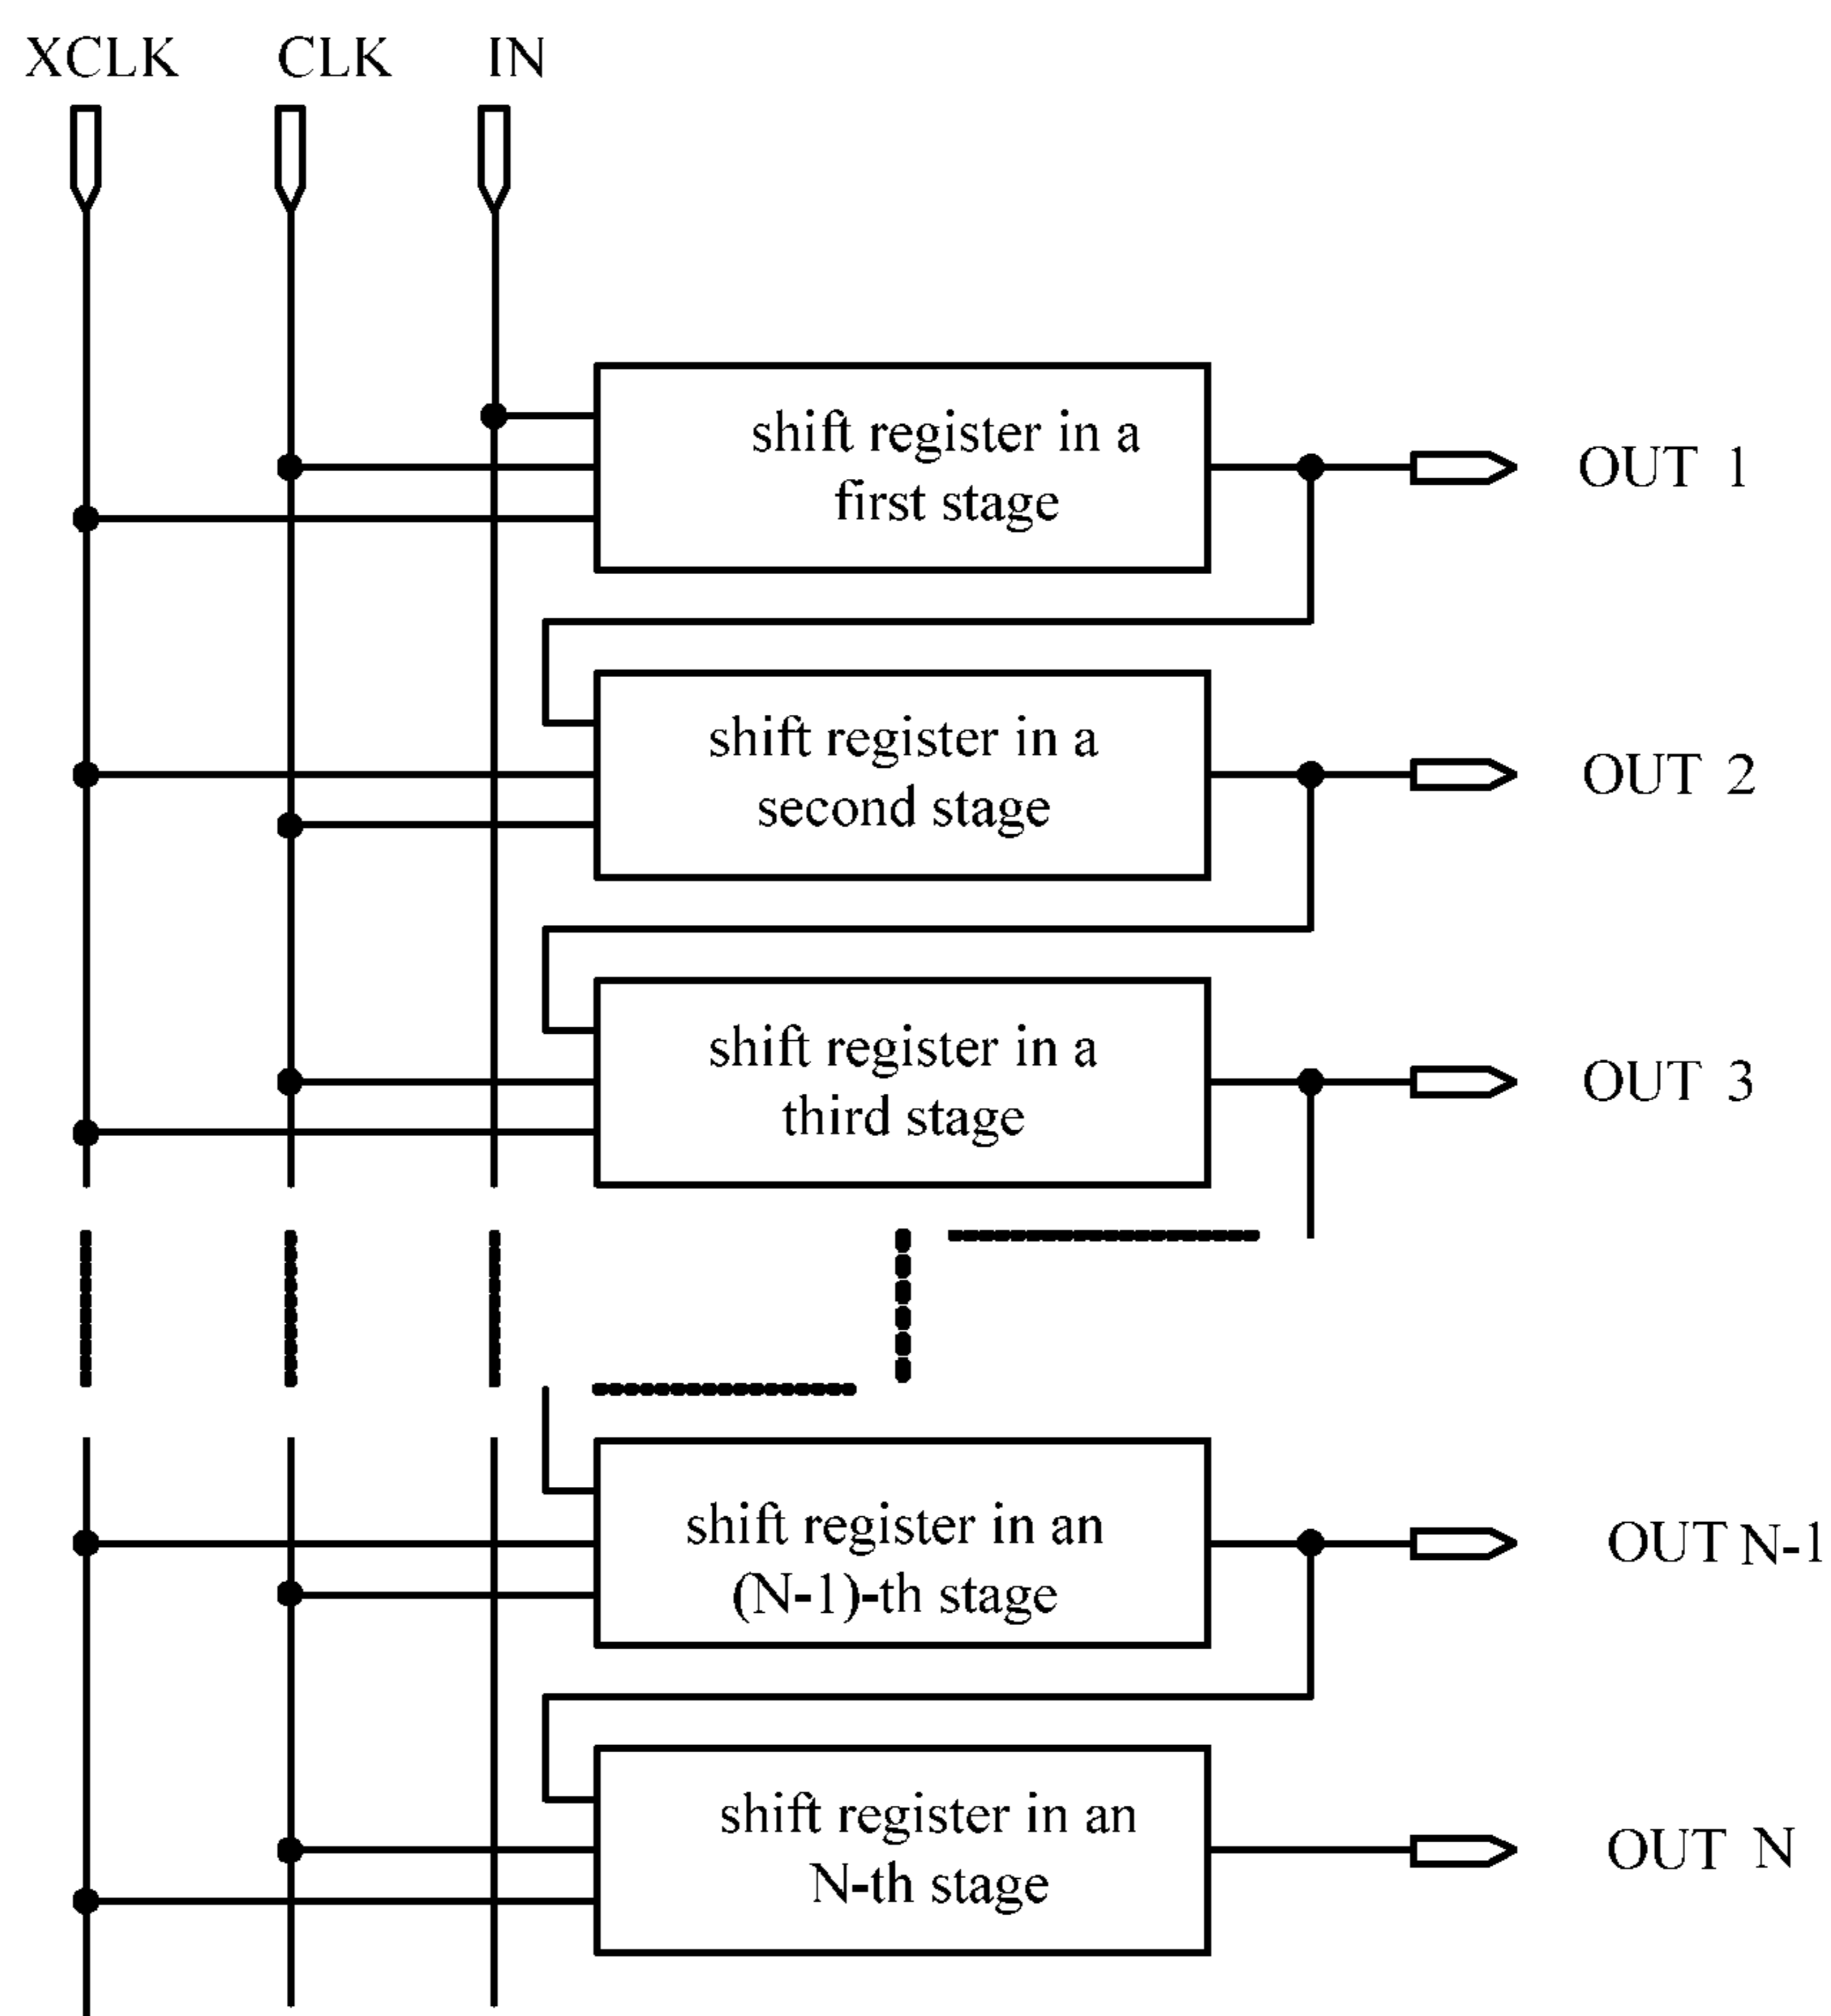 XCLK CLK IN
shift register in a
first stage
OUT 1
shift register in a
second stage
OUT 2
shift register in a
third stage
OUT 3
shift register in an
(N-1)-th stage
OUT N-1
shift register in an
N-th stage
OUT N